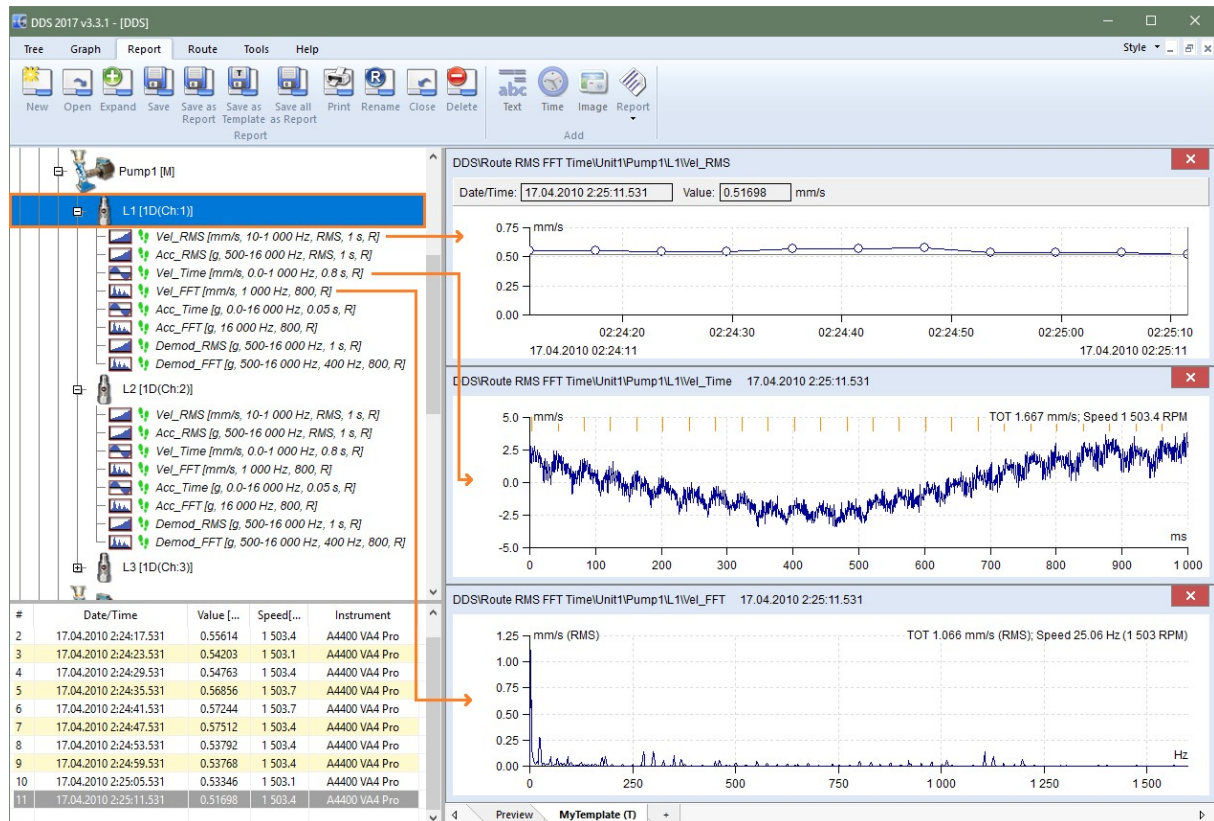 DDS 2017 v3.3.1 - [DDS]
Tree Graph Report Route Tools Help Style
New Open Expand Save Save as Report Save as Template Save all as Report Print Rename Close Delete Text Time Image Report
Report Add
Pump1 [M]
L1 [1D(Ch:1)]
Vel_RMS [mm/s, 10-1 000 Hz, RMS, 1 s, R]
Acc_RMS [g, 500-16 000 Hz, RMS, 1 s, R]
Vel_Time [mm/s, 0.0-1 000 Hz, 0.8 s, R]
Vel_FFT [mm/s, 1 000 Hz, 800, R]
Acc_Time [g, 0.0-16 000 Hz, 0.05 s, R]
Acc_FFT [g, 16 000 Hz, 800, R]
Demod_RMS [g, 500-16 000 Hz, 1 s, R]
Demod_FFT [g, 500-16 000 Hz, 400 Hz, 800, R]
L2 [1D(Ch:2)]
Vel_RMS [mm/s, 10-1 000 Hz, RMS, 1 s, R]
Acc_RMS [g, 500-16 000 Hz, RMS, 1 s, R]
Vel_Time [mm/s, 0.0-1 000 Hz, 0.8 s, R]
Vel_FFT [mm/s, 1 000 Hz, 800, R]
Acc_Time [g, 0.0-16 000 Hz, 0.05 s, R]
Acc_FFT [g, 16 000 Hz, 800, R]
Demod_RMS [g, 500-16 000 Hz, 1 s, R]
Demod_FFT [g, 500-16 000 Hz, 400 Hz, 800, R]
L3 [1D(Ch:3)]
# Date/Time Value [... Speed[... Instrument
2 17.04.2010 2:24:17.531 0.55614 1 503.4 A4400 VA4 Pro
3 17.04.2010 2:24:23.531 0.54203 1 503.1 A4400 VA4 Pro
4 17.04.2010 2:24:29.531 0.54763 1 503.4 A4400 VA4 Pro
5 17.04.2010 2:24:35.531 0.56856 1 503.7 A4400 VA4 Pro
6 17.04.2010 2:24:41.531 0.57244 1 503.7 A4400 VA4 Pro
7 17.04.2010 2:24:47.531 0.57512 1 503.4 A4400 VA4 Pro
8 17.04.2010 2:24:53.531 0.53792 1 503.4 A4400 VA4 Pro
9 17.04.2010 2:24:59.531 0.53768 1 503.4 A4400 VA4 Pro
10 17.04.2010 2:25:05.531 0.53346 1 503.1 A4400 VA4 Pro
11 17.04.2010 2:25:11.531 0.51698 1 503.4 A4400 VA4 Pro
DDS\Route RMS FFT Time\Unit1\Pump1\L1\Vel_RMS
Date/Time: 17.04.2010 2:25:11.531 Value: 0.51698 mm/s
0.75 mm/s
0.50
0.25
0.00
02:24:20 02:24:30 02:24:40 02:24:50 02:25:00 02:25:10
17.04.2010 02:24:11 17.04.2010 02:25:11
DDS\Route RMS FFT Time\Unit1\Pump1\L1\Vel_Time 17.04.2010 2:25:11.531
5.0 mm/s TOT 1.667 mm/s; Speed 1 503.4 RPM
2.5
0.0
-2.5
-5.0 ms
0 100 200 300 400 500 600 700 800 900 1 000
DDS\Route RMS FFT Time\Unit1\Pump1\L1\Vel_FFT 17.04.2010 2:25:11.531
1.25 mm/s (RMS) TOT 1.066 mm/s (RMS); Speed 25.06 Hz (1 503 RPM)
1.00
0.75
0.50
0.25
0.00 Hz
0 250 500 750 1 000 1 250 1 500
Preview MyTemplate (T) +